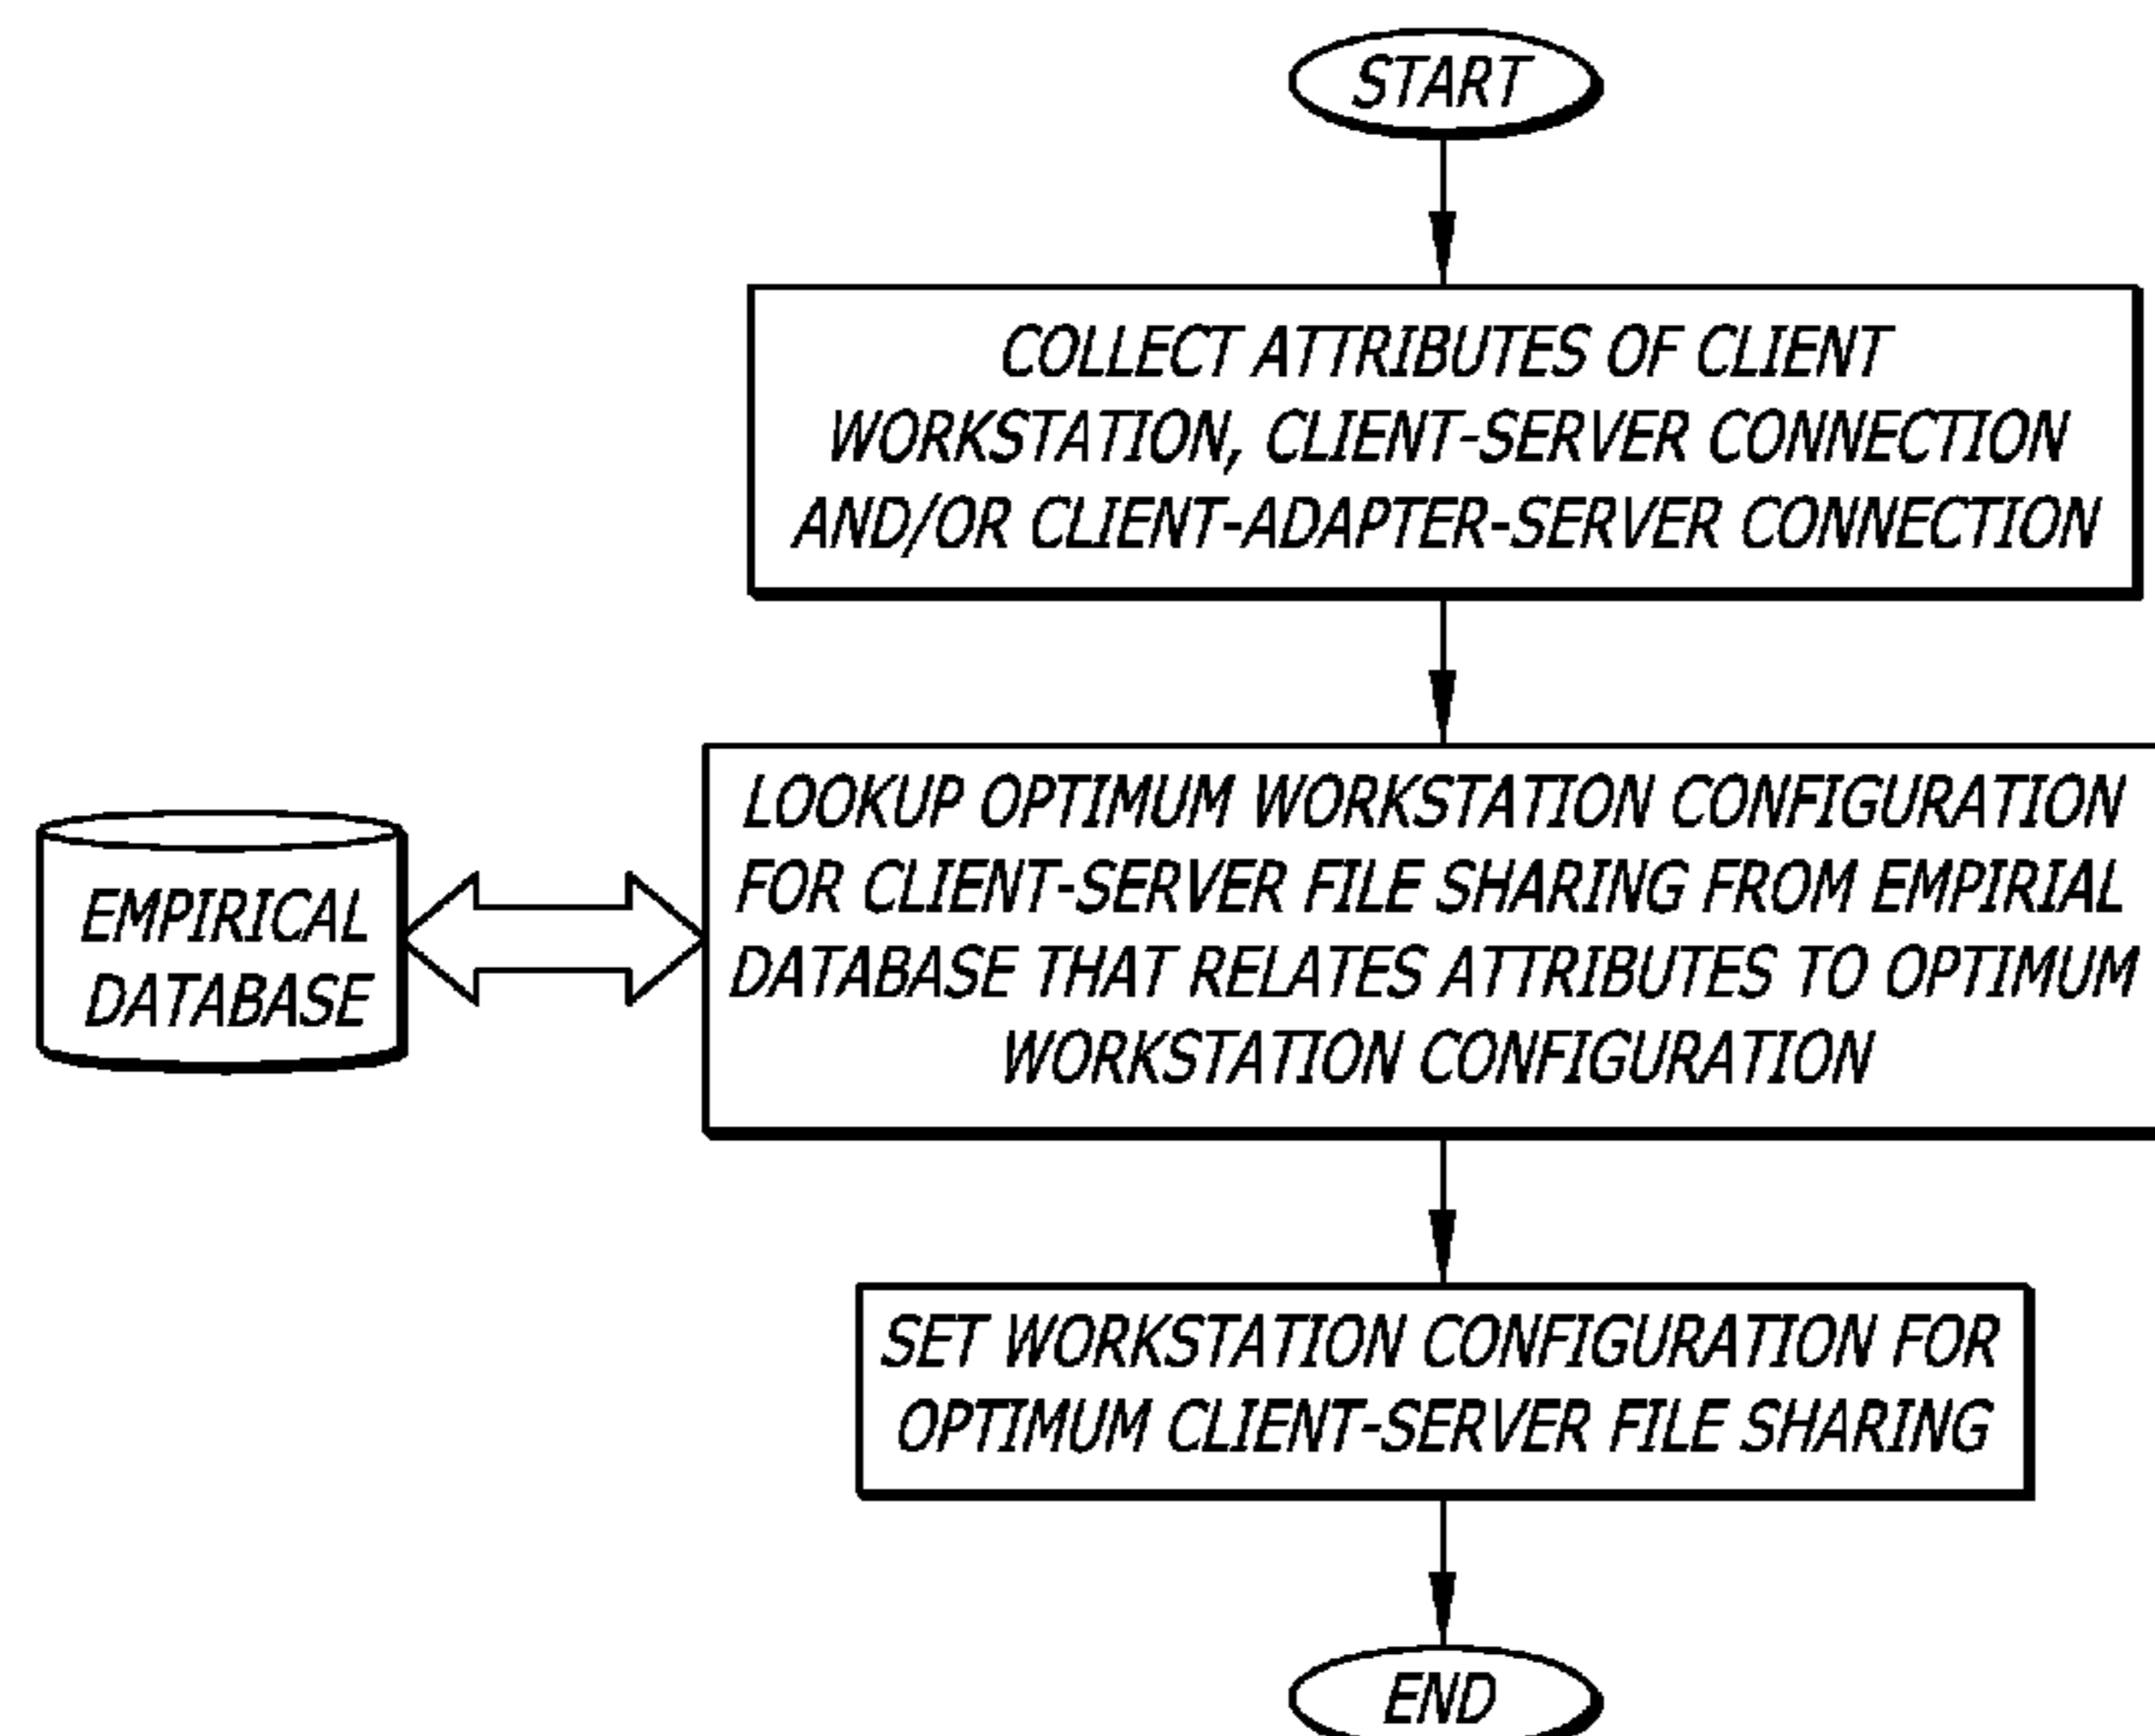 START
COLLECT ATTRIBUTES OF CLIENT
WORKSTATION, CLIENT-SERVER CONNECTION
AND/OR CLIENT-ADAPTER-SERVER CONNECTION
LOOKUP OPTIMUM WORKSTATION CONFIGURATION
FOR CLIENT-SERVER FILE SHARING FROM EMPIRIAL
DATABASE THAT RELATES ATTRIBUTES TO OPTIMUM
WORKSTATION CONFIGURATION
EMPIRICAL
DATABASE
SET WORKSTATION CONFIGURATION FOR
OPTIMUM CLIENT-SERVER FILE SHARING
END